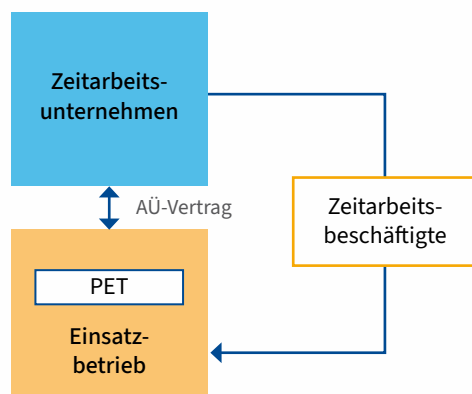 Zeitarbeits-
unternehmen
AÜ-Vertrag
Zeitarbeits-
beschäftigte
PET
Einsatz-
betrieb